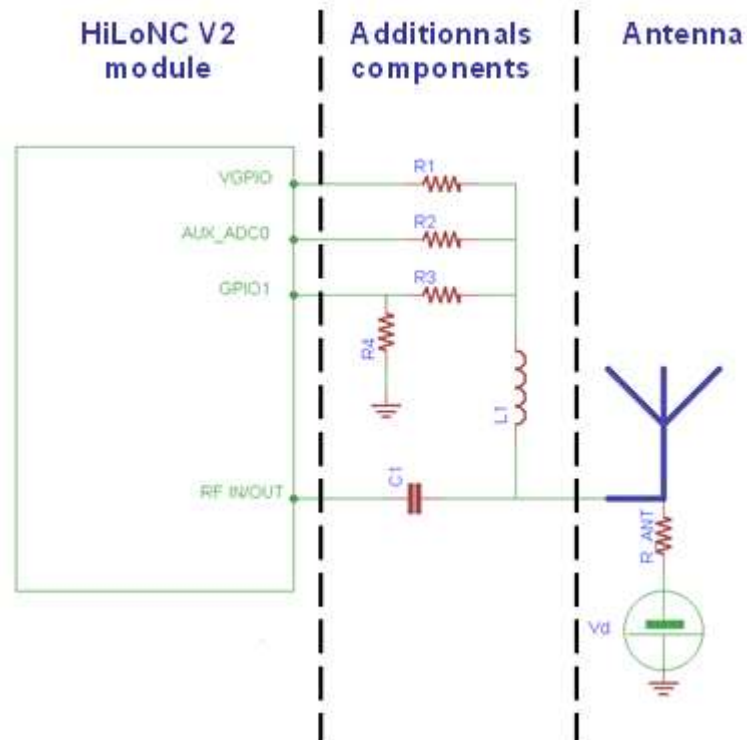 HiLoNC V2
module
Additionnals
components
Antenna
VGPIO
R1
AUX_ADC0
R2
GPIO1
R3
R4
L1
RF IN/OUT
C1
R_ANT
Vd